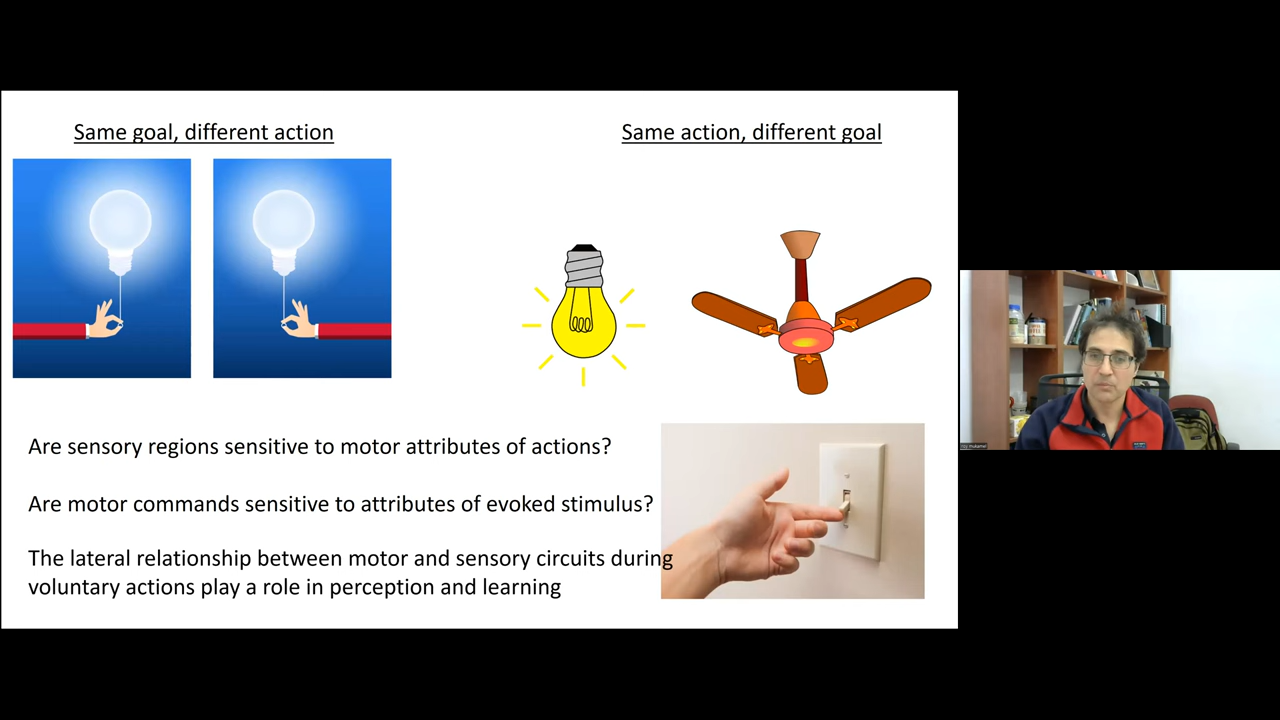 Same goal, different action
Same action, different goal
Are sensory regions sensitive to motor attributes of actions?
Are motor commands sensitive to attributes of evoked stimulus?
The lateral relationship between motor and sensory circuits during
voluntary actions play a role in perception and learning